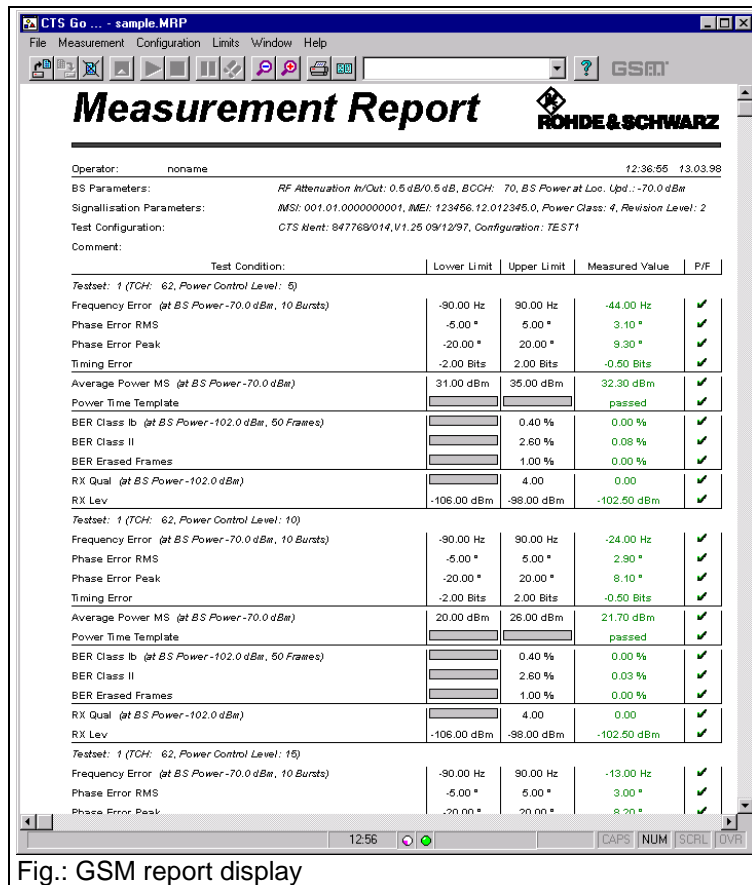 CTS Go ... - sample.MRP
File Measurement Configuration Limits Window Help
GSM
Measurement Report
ROHDE & SCHWARZ
Operator: noname 12:36:55 13.03.98
BS Parameters: RF Attenuation In/Out: 0.5 dB/0.5 dB, BCCH: 70, BS Power at Loc. Upd.: -70.0 dBm
Signallisation Parameters: IMSI: 001.01.0000000001, IMEI: 123456.12.012345.0, Power Class: 4, Revision Level: 2
Test Configuration: CTS Ident: 847768/014, V1.25 09/12/97, Configuration: TEST1
Comment:
Test Condition: Lower Limit Upper Limit Measured Value P/F
Testset: 1 (TCH: 62, Power Control Level: 5)
Frequency Error (at BS Power -70.0 dBm, 10 Bursts) -90.00 Hz 90.00 Hz -44.00 Hz ✔
Phase Error RMS -5.00 ° 5.00 ° 3.10 ° ✔
Phase Error Peak -20.00 ° 20.00 ° 9.30 ° ✔
Timing Error -2.00 Bits 2.00 Bits -0.50 Bits ✔
Average Power MS (at BS Power -70.0 dBm) 31.00 dBm 35.00 dBm 32.30 dBm ✔
Power Time Template passed ✔
BER Class Ib (at BS Power -102.0 dBm, 50 Frames) 0.40 % 0.00 % ✔
BER Class II 2.60 % 0.08 % ✔
BER Erased Frames 1.00 % 0.00 % ✔
RX Qual (at BS Power -102.0 dBm) 4.00 0.00 ✔
RX Lev -106.00 dBm -98.00 dBm -102.50 dBm ✔
Testset: 1 (TCH: 62, Power Control Level: 10)
Frequency Error (at BS Power -70.0 dBm, 10 Bursts) -90.00 Hz 90.00 Hz -24.00 Hz ✔
Phase Error RMS -5.00 ° 5.00 ° 2.90 ° ✔
Phase Error Peak -20.00 ° 20.00 ° 8.10 ° ✔
Timing Error -2.00 Bits 2.00 Bits -0.50 Bits ✔
Average Power MS (at BS Power -70.0 dBm) 20.00 dBm 26.00 dBm 21.70 dBm ✔
Power Time Template passed ✔
BER Class Ib (at BS Power -102.0 dBm, 50 Frames) 0.40 % 0.00 % ✔
BER Class II 2.60 % 0.03 % ✔
BER Erased Frames 1.00 % 0.00 % ✔
RX Qual (at BS Power -102.0 dBm) 4.00 0.00 ✔
RX Lev -106.00 dBm -98.00 dBm -102.50 dBm ✔
Testset: 1 (TCH: 62, Power Control Level: 15)
Frequency Error (at BS Power -70.0 dBm, 10 Bursts) -90.00 Hz 90.00 Hz -13.00 Hz ✔
Phase Error RMS -5.00 ° 5.00 ° 3.00 ° ✔
Phase Error Peak -20.00 ° 20.00 ° 8.20 ° ✔
12:56 CAPS NUM SCRL OVR
Fig.: GSM report display